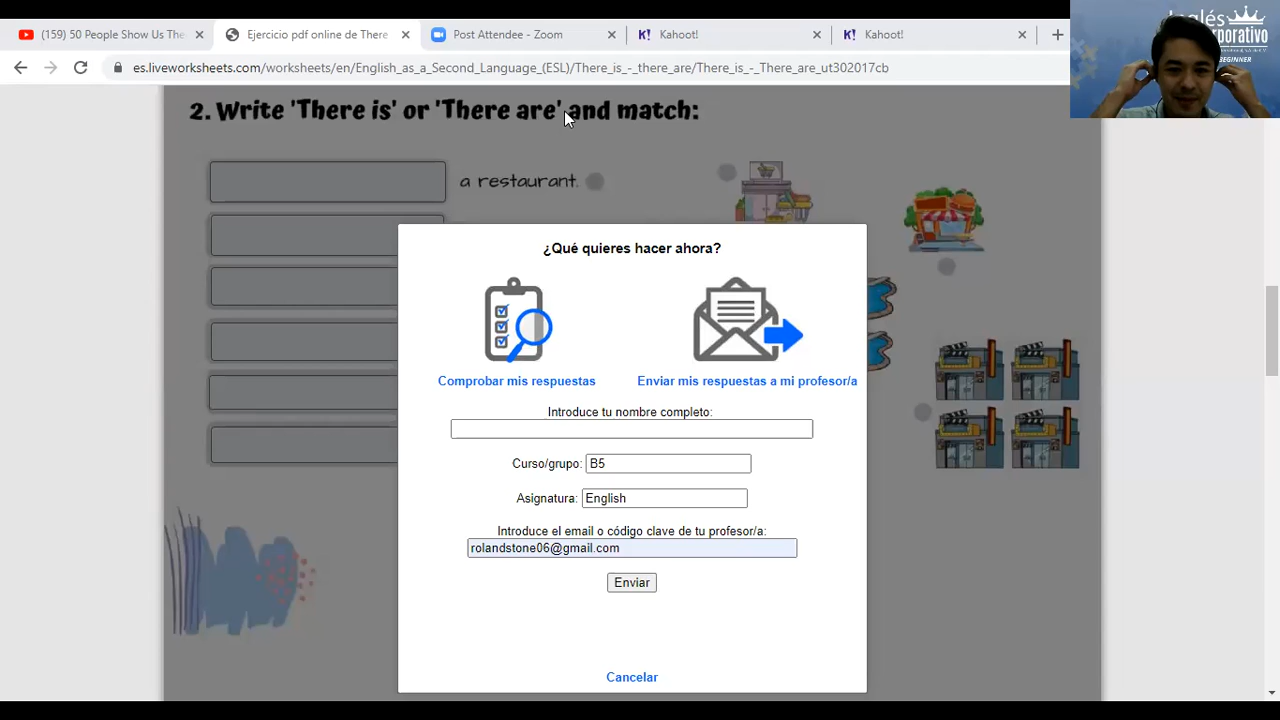 (159) 50 People Show Us The
Ejercicio pdf online de There
Post Attendee - Zoom
Kahoot!
Kahoot!
es.liveworksheets.com/worksheets/en/English_as_a_Second_Language_(ESL)/There_is_-_there_are/There_is_-_There_are_ut302017cb
Inglés
rporativo
BEGINNER
2. Write 'There is' or 'There are' and match:
a restaurant.
¿Qué quieres hacer ahora?
Comprobar mis respuestas
Enviar mis respuestas a mi profesor/a
Introduce tu nombre completo:
Curso/grupo: B5
Asignatura: English
Introduce el email o código clave de tu profesor/a:
rolandstone06@gmail.com
Enviar
Cancelar